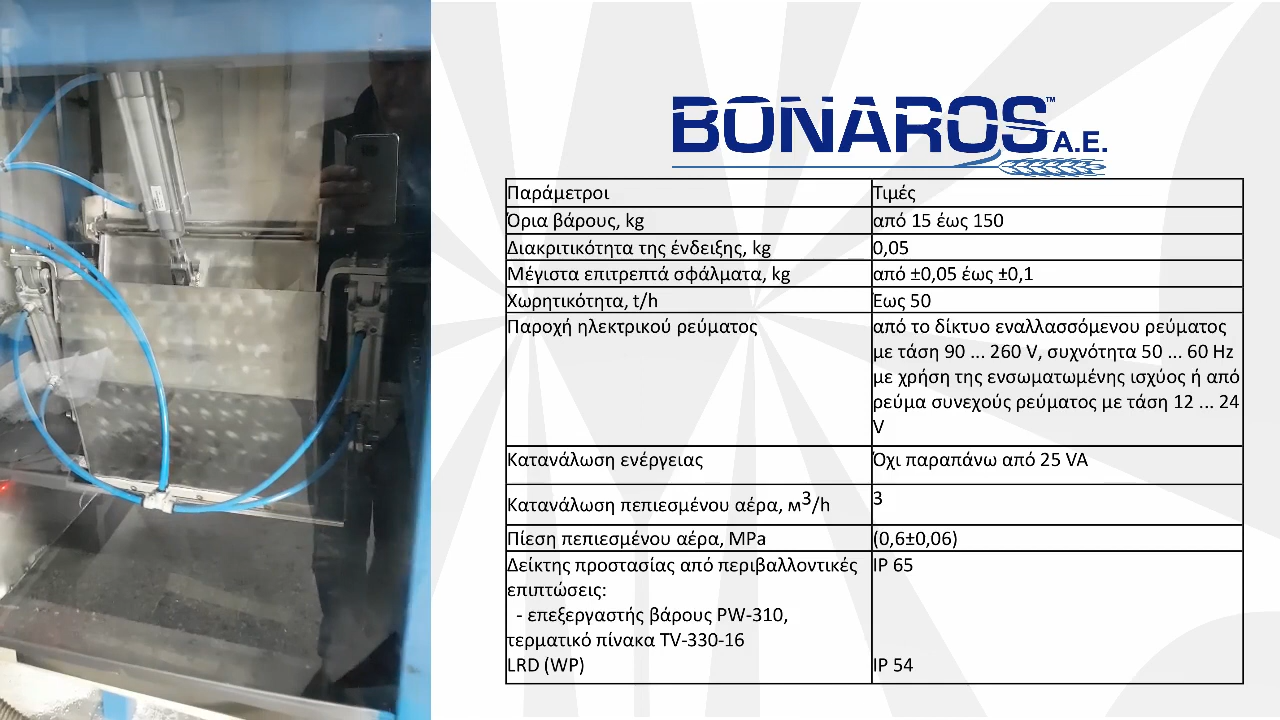 BONAROS™ A.E.
Παράμετροι Τιμές
Όρια βάρους, kg από 15 έως 150
Διακριτικότητα της ένδειξης, kg 0,05
Μέγιστα επιτρεπτά σφάλματα, kg από ±0,05 έως ±0,1
Χωρητικότητα, t/h Έως 50
Παροχή ηλεκτρικού ρεύματος από το δίκτυο εναλλασσόμενου ρεύματος
με τάση 90 ... 260 V, συχνότητα 50 ... 60 Hz
με χρήση της ενσωματωμένης ισχύος ή από
ρεύμα συνεχούς ρεύματος με τάση 12 ... 24
V
Κατανάλωση ενέργειας Όχι παραπάνω από 25 VA
Κατανάλωση πεπιεσμένου αέρα, м3/h 3
Πίεση πεπιεσμένου αέρα, MPa (0,6±0,06)
Δείκτης προστασίας από περιβαλλοντικές IP 65
επιπτώσεις:
- επεξεργαστής βάρους PW-310,
τερματικό πίνακα TV-330-16
LRD (WP) IP 54